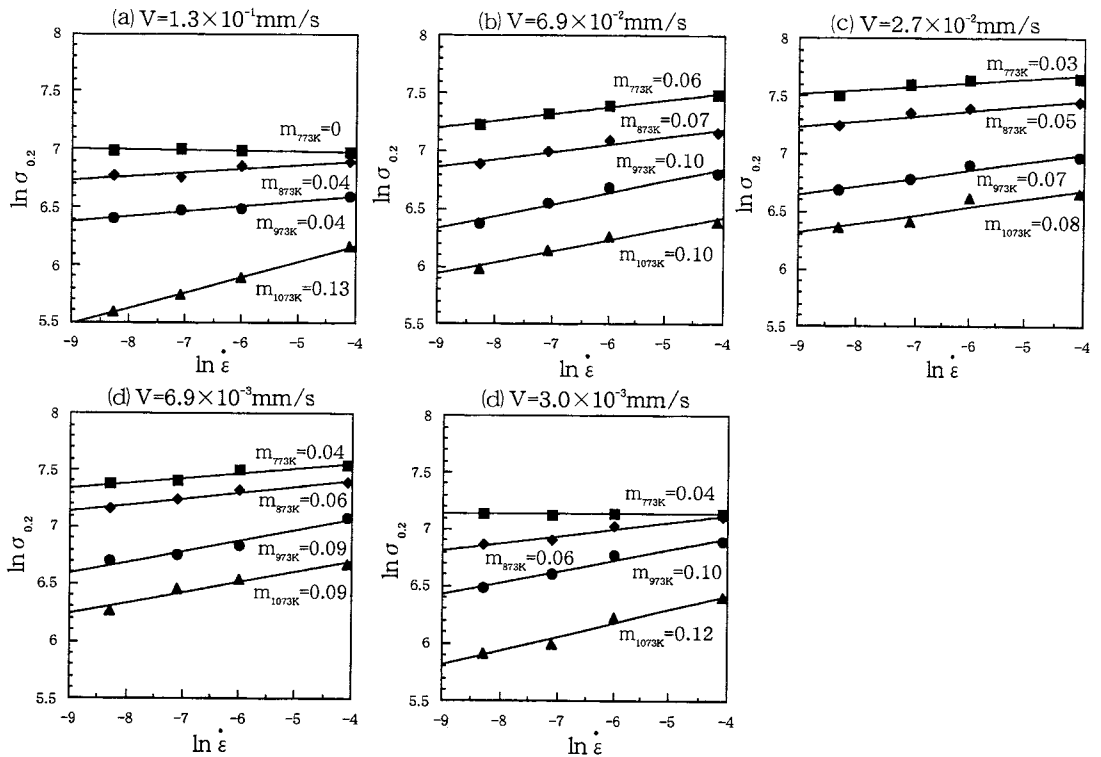 (a) V=1.3×10⁻¹mm/s
8
7.5
7
6.5
6
5.5
ln σ₀.₂
m₇₇₃K=0
m₈₇₃K=0.04
m₉₇₃K=0.04
m₁₀₇₃K=0.13
-9 -8 -7 -6 -5 -4
ln ε̇
(b) V=6.9×10⁻²mm/s
8
7.5
7
6.5
6
5.5
ln σ₀.₂
m₇₇₃K=0.06
m₈₇₃K=0.07
m₉₇₃K=0.10
m₁₀₇₃K=0.10
-9 -8 -7 -6 -5 -4
ln ε̇
(c) V=2.7×10⁻²mm/s
8
7.5
7
6.5
6
5.5
ln σ₀.₂
m₇₇₃K=0.03
m₈₇₃K=0.05
m₉₇₃K=0.07
m₁₀₇₃K=0.08
-9 -8 -7 -6 -5 -4
ln ε̇
(d) V=6.9×10⁻³mm/s
8
7.5
7
6.5
6
5.5
ln σ₀.₂
m₇₇₃K=0.04
m₈₇₃K=0.06
m₉₇₃K=0.09
m₁₀₇₃K=0.09
-9 -8 -7 -6 -5 -4
ln ε̇
(d) V=3.0×10⁻³mm/s
8
7.5
7
6.5
6
5.5
ln σ₀.₂
m₇₇₃K=0.04
m₈₇₃K=0.06
m₉₇₃K=0.10
m₁₀₇₃K=0.12
-9 -8 -7 -6 -5 -4
ln ε̇